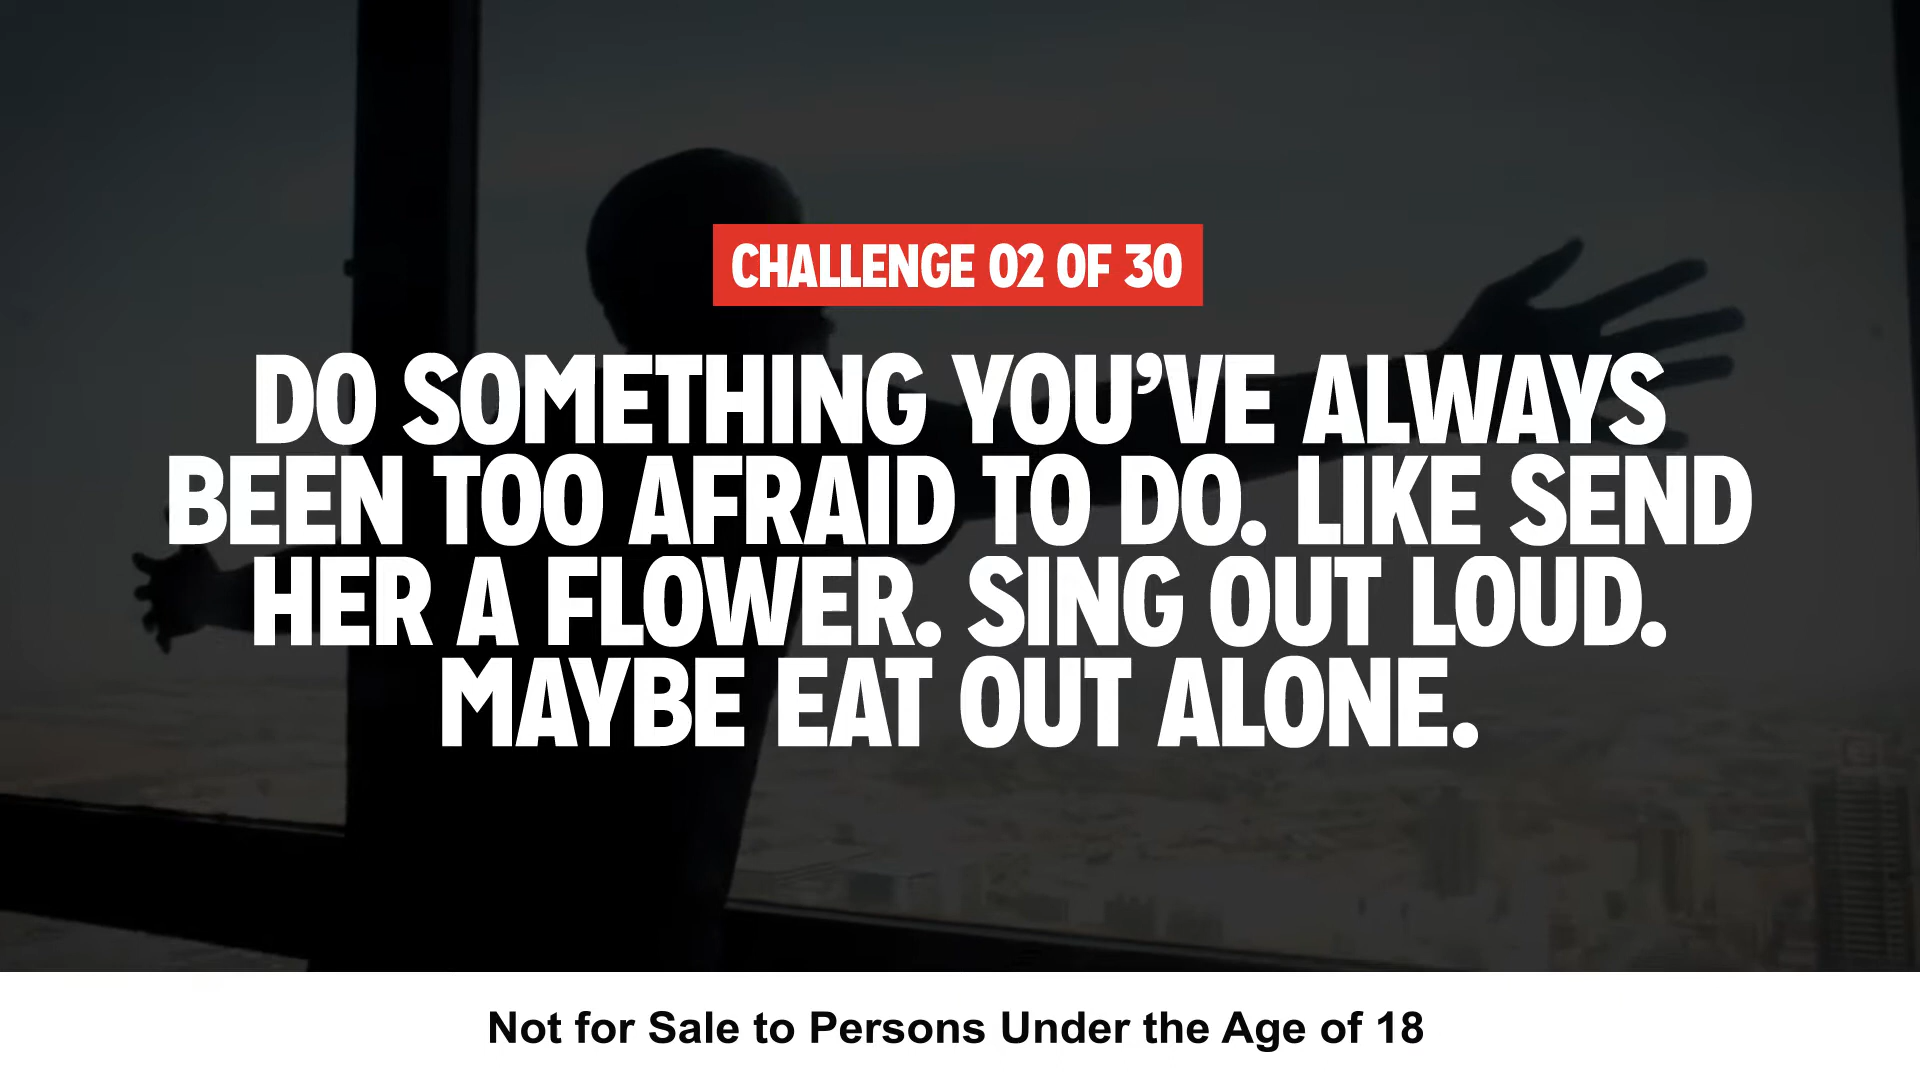 CHALLENGE 02 OF 30
DO SOMETHING YOU’VE ALWAYS
BEEN TOO AFRAID TO DO. LIKE SEND
HER A FLOWER. SING OUT LOUD.
MAYBE EAT OUT ALONE.
Not for Sale to Persons Under the Age of 18